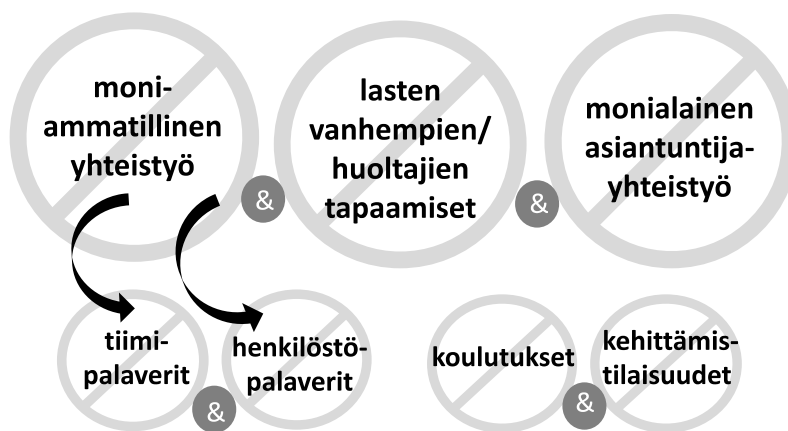 moni-
ammatillinen
yhteistyö
&
lasten
vanhempien/
huoltajien
tapaamiset
&
monialainen
asiantuntija-
yhteistyö
tiimi-
palaverit
&
henkilöstö-
palaverit
koulutukset
&
kehittämis-
tilaisuudet